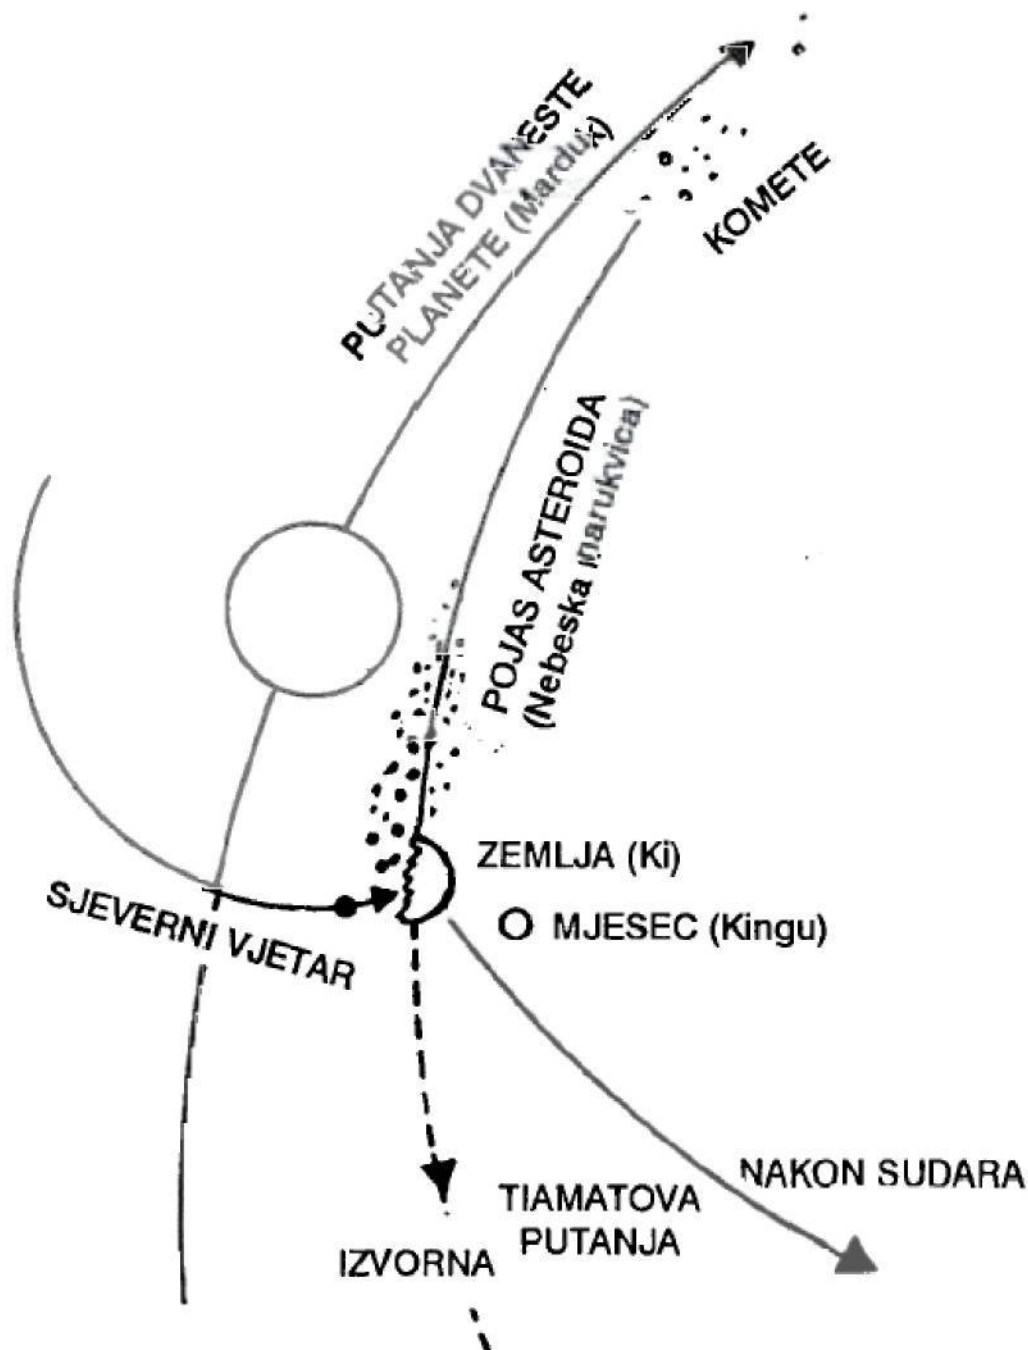 PUTANJA DVANESTE
PLANETE (Marduk)
KOMETE
POJAS ASTEROIDA
(Nebeska narukvica)
ZEMLJA (Ki)
MJESEC (Kingu)
SJEVERNI VJETAR
NAKON SUDARA
TIAMATOVA
PUTANJA
IZVORNA